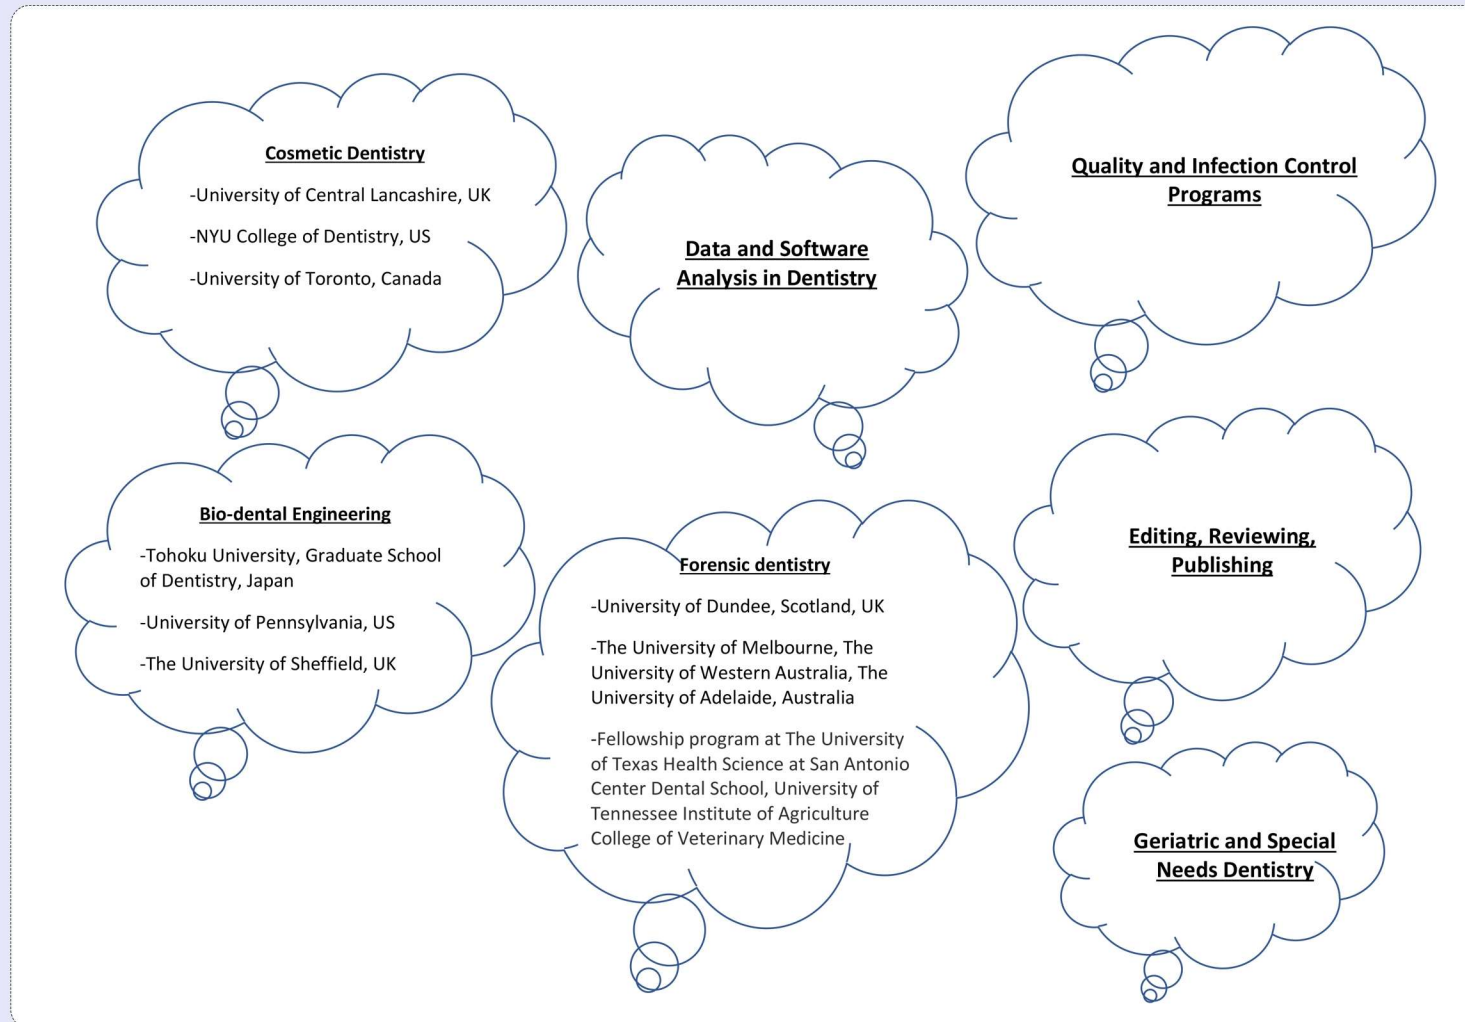 Cosmetic Dentistry
-University of Central Lancashire, UK
-NYU College of Dentistry, US
-University of Toronto, Canada
Data and Software
Analysis in Dentistry
Quality and Infection Control
Programs
Bio-dental Engineering
-Tohoku University, Graduate School
of Dentistry, Japan
-University of Pennsylvania, US
-The University of Sheffield, UK
Forensic dentistry
-University of Dundee, Scotland, UK
-The University of Melbourne, The
University of Western Australia, The
University of Adelaide, Australia
-Fellowship program at The University
of Texas Health Science at San Antonio
Center Dental School, University of
Tennessee Institute of Agriculture
College of Veterinary Medicine
Editing, Reviewing,
Publishing
Geriatric and Special
Needs Dentistry